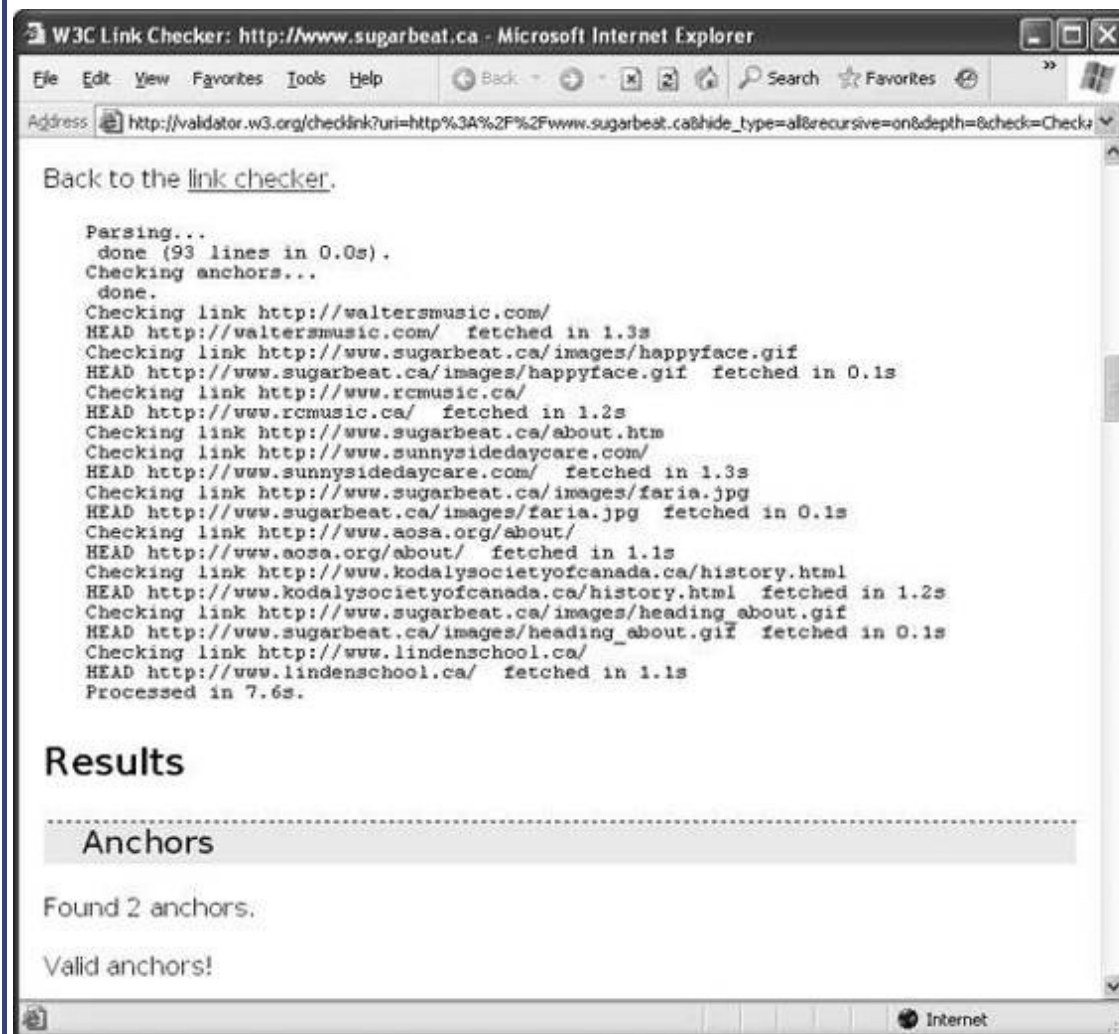 W3C Link Checker: http://www.sugarbeat.ca - Microsoft Internet Explorer
File Edit View Favorites Tools Help Back Search Favorites
Address http://validator.w3.org/checklink?uri=http%3A%2F%2Fwww.sugarbeat.ca&hide_type=all&recursive=on&depth=&check=Check
Back to the link checker.
Parsing...
done (93 lines in 0.0s).
Checking anchors...
done.
Checking link http://waltersmusic.com/
HEAD http://waltersmusic.com/ fetched in 1.3s
Checking link http://www.sugarbeat.ca/images/happyface.gif
HEAD http://www.sugarbeat.ca/images/happyface.gif fetched in 0.1s
Checking link http://www.rcmusic.ca/
HEAD http://www.rcmusic.ca/ fetched in 1.2s
Checking link http://www.sugarbeat.ca/about.htm
Checking link http://www.sunnysidedaycare.com/
HEAD http://www.sunnysidedaycare.com/ fetched in 1.3s
Checking link http://www.sugarbeat.ca/images/faria.jpg
HEAD http://www.sugarbeat.ca/images/faria.jpg fetched in 0.1s
Checking link http://www.aosa.org/about/
HEAD http://www.aosa.org/about/ fetched in 1.1s
Checking link http://www.kodalysocietyofcanada.ca/history.html
HEAD http://www.kodalysocietyofcanada.ca/history.html fetched in 1.2s
Checking link http://www.sugarbeat.ca/images/heading_about.gif
HEAD http://www.sugarbeat.ca/images/heading_about.gif fetched in 0.1s
Checking link http://www.lindenschool.ca/
HEAD http://www.lindenschool.ca/ fetched in 1.1s
Processed in 7.6s.
Results
Anchors
Found 2 anchors.
Valid anchors!
Internet